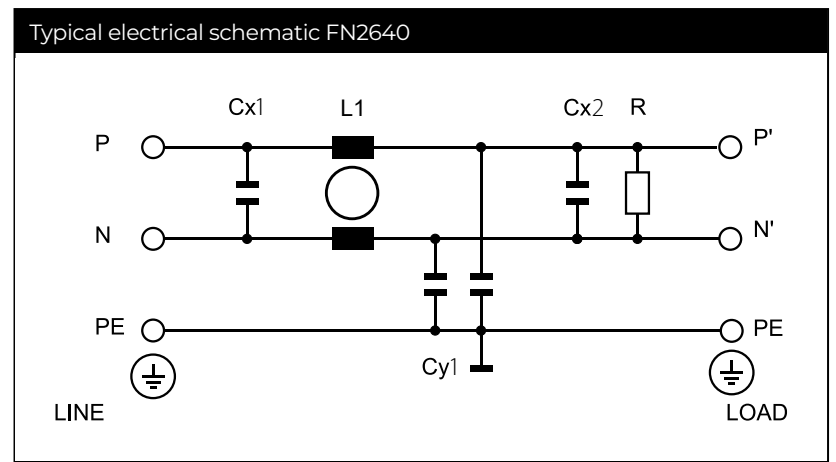 Typical electrical schematic FN2640
Cx1 L1 Cx2 R
P P'
N N'
PE PE
Cy1
LINE LOAD